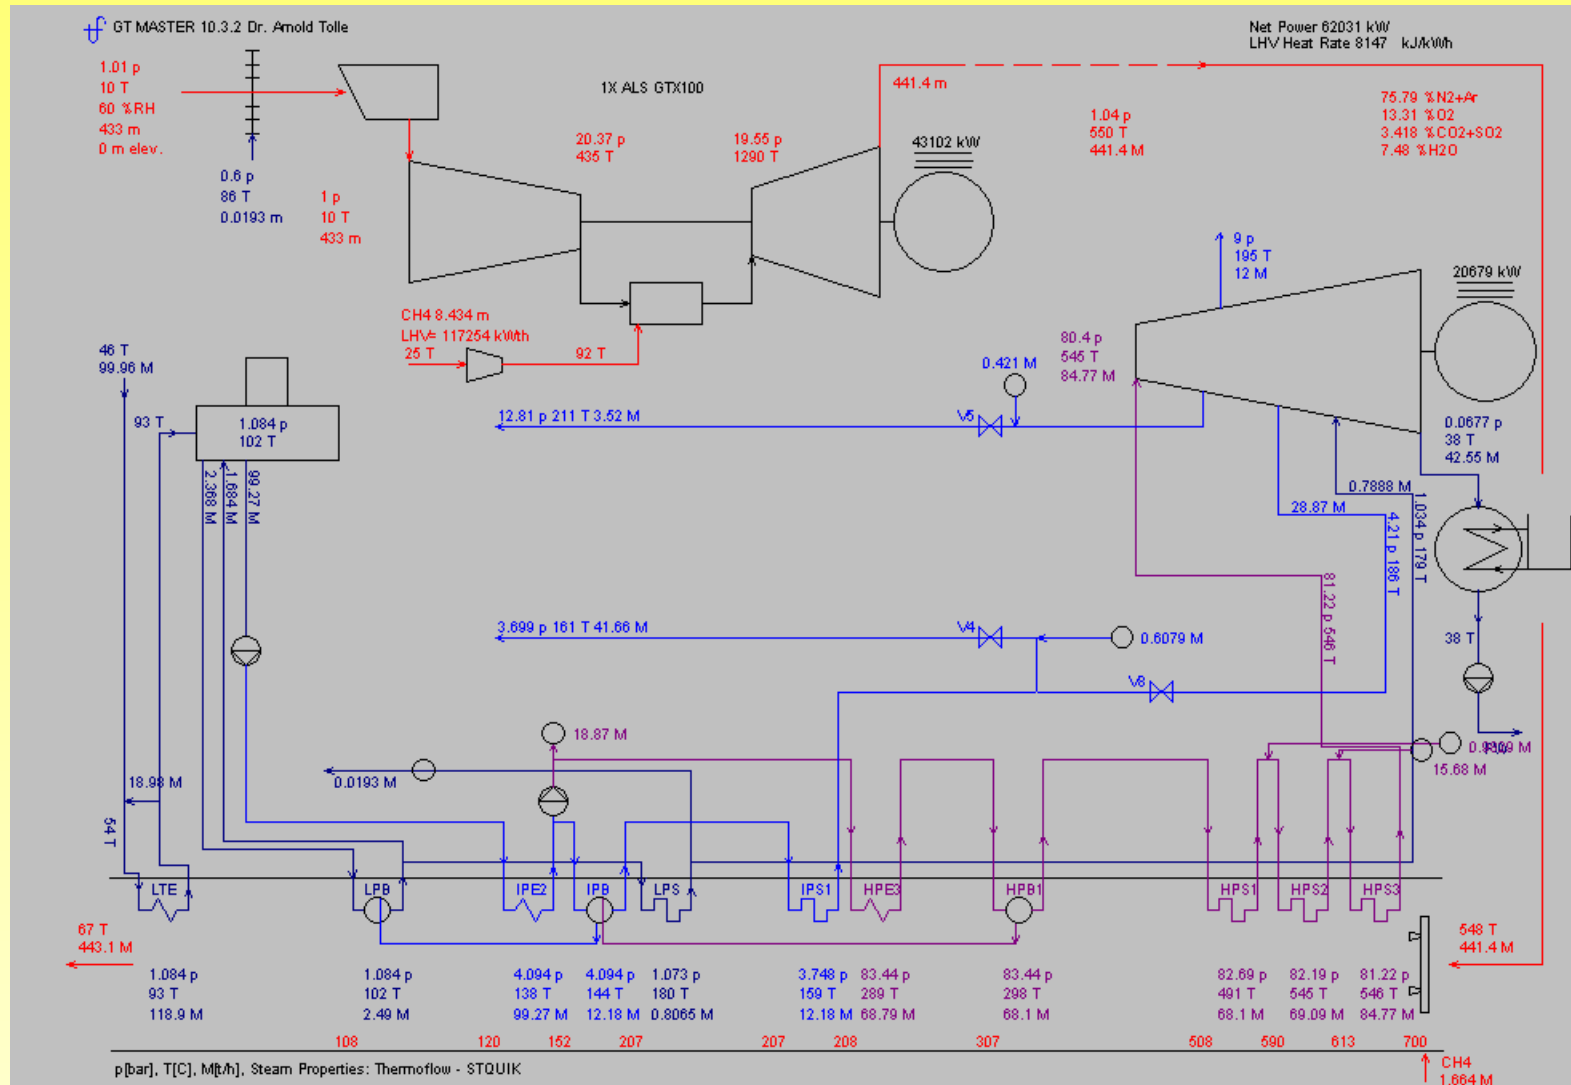 GT MASTER 10.3.2 Dr. Arnold Tolle
Net Power 62031 kW
LHV Heat Rate 8147 kJ/kWh
1.01 p
10 T
60 %RH
433 m
0 m elev.
0.6 p
86 T
0.0193 m
1 p
10 T
433 m
1X ALS GTX100
20.37 p
435 T
19.55 p
1290 T
441.4 m
43102 kW
1.04 p
550 T
441.4 M
75.79 %N2+Ar
13.31 %O2
3.418 %CO2+SO2
7.48 %H2O
CH4 8.434 m
LHV= 117254 kWth
25 T
92 T
9 p
195 T
12 M
20679 kW
80.4 p
545 T
84.77 M
46 T
99.96 M
93 T
1.084 p
102 T
2.368 M
1.684 M
99.27 M
0.421 M
12.81 p 211 T 3.52 M
V5
0.0677 p
38 T
42.55 M
0.7888 M
28.87 M
4.21 p 186 T
1.034 p 179 T
81.22 p 546 T
3.699 p 161 T 41.66 M
V4
0.6079 M
V8
38 T
18.87 M
15.68 M
0.0193 M
18.98 M
54 T
LTE
LPB
IPE2
IPB
LPS
IPS1
HPE3
HPB1
HPS1
HPS2
HPS3
67 T
443.1 M
548 T
441.4 M
1.084 p
93 T
118.9 M
1.084 p
102 T
2.49 M
4.094 p
138 T
99.27 M
4.094 p
144 T
12.18 M
1.073 p
180 T
0.8065 M
3.748 p
159 T
12.18 M
83.44 p
289 T
68.79 M
83.44 p
298 T
68.1 M
82.69 p
491 T
68.1 M
82.19 p
545 T
69.09 M
81.22 p
546 T
84.77 M
108 120 152 207 207 208 307 508 590 613 700
CH4
1.664 M
p[bar], T[C], M[t/h], Steam Properties: Thermoflow - STQUIK